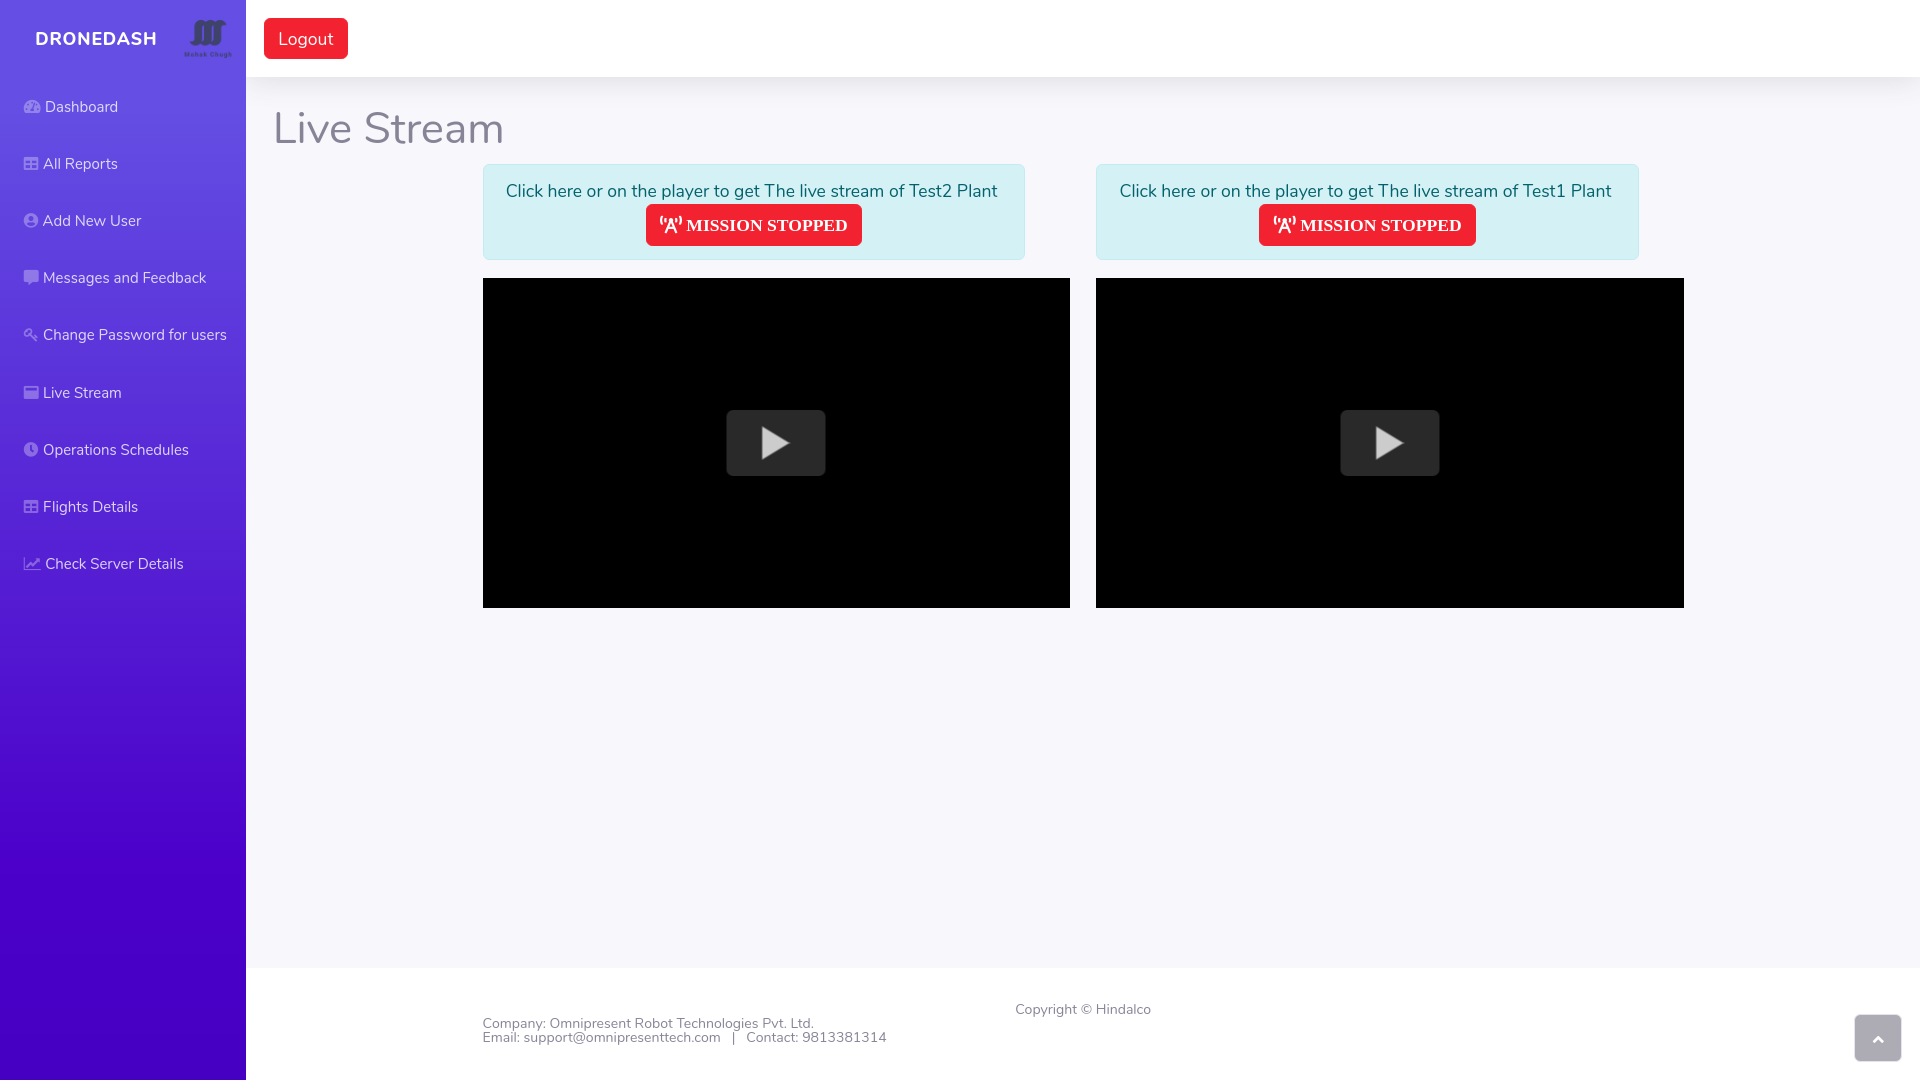 DRONEDASH
Mehak Chugh
Logout
Dashboard
All Reports
Add New User
Messages and Feedback
Change Password for users
Live Stream
Operations Schedules
Flights Details
Check Server Details
Live Stream
Click here or on the player to get The live stream of Test2 Plant
MISSION STOPPED
Click here or on the player to get The live stream of Test1 Plant
MISSION STOPPED
Copyright © Hindalco
Company: Omnipresent Robot Technologies Pvt. Ltd.
Email: support@omnipresenttech.com | Contact: 9813381314